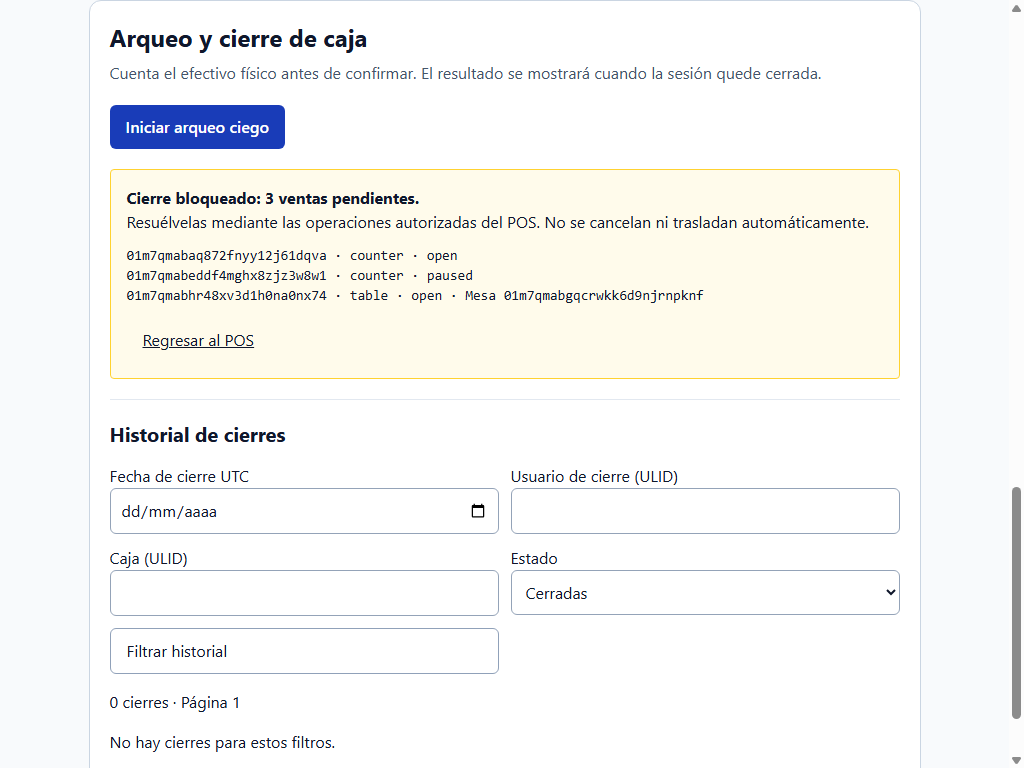 Arqueo y cierre de caja
Cuenta el efectivo físico antes de confirmar. El resultado se mostrará cuando la sesión quede cerrada.
Iniciar arqueo ciego
Cierre bloqueado: 3 ventas pendientes.
Resuélvelas mediante las operaciones autorizadas del POS. No se cancelan ni trasladan automáticamente.
01m7qmabaq872fnyy12j61dqva · counter · open
01m7qmabeddf4mghx8zjz3w8w1 · counter · paused
01m7qmabhr48xv3d1h0na0nx74 · table · open · Mesa 01m7qmabgqcrwkk6d9njrnpknf
Regresar al POS
Historial de cierres
Fecha de cierre UTC
Usuario de cierre (ULID)
dd/mm/aaaa
Caja (ULID)
Estado
Cerradas
Filtrar historial
0 cierres · Página 1
No hay cierres para estos filtros.